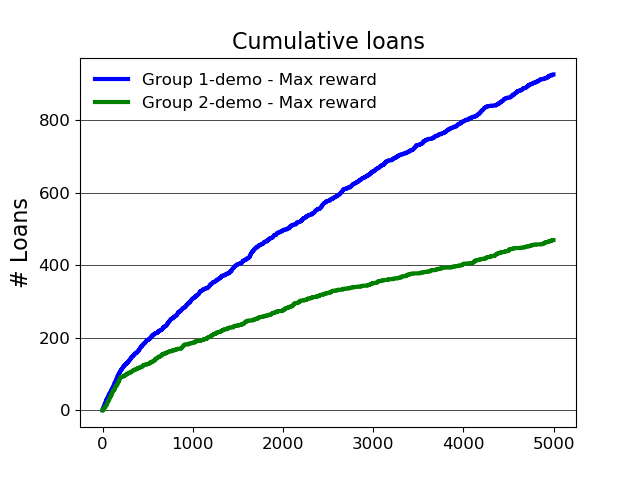 Cumulative loans
Group 1-demo - Max reward
Group 2-demo - Max reward
# Loans
800
600
400
200
0
0 1000 2000 3000 4000 5000